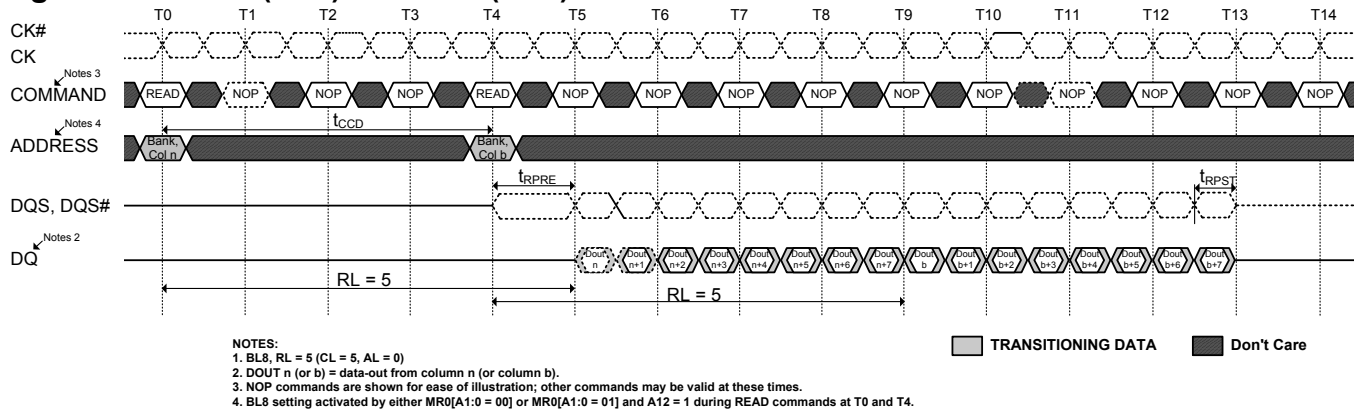 T0 T1 T2 T3 T4 T5 T6 T7 T8 T9 T10 T11 T12 T13 T14
CK#
CK
Notes 3
COMMAND READ NOP NOP NOP READ NOP NOP NOP NOP NOP NOP NOP NOP NOP NOP
tCCD
Notes 4
ADDRESS Bank, Col n Bank, Col b
tRPRE tRPST
DQS, DQS#
Notes 2
DQ Dout n Dout n+1 Dout n+2 Dout n+3 Dout n+4 Dout n+5 Dout n+6 Dout n+7 Dout b Dout b+1 Dout b+2 Dout b+3 Dout b+4 Dout b+5 Dout b+6 Dout b+7
RL = 5 RL = 5
NOTES:
1. BL8, RL = 5 (CL = 5, AL = 0)
2. DOUT n (or b) = data-out from column n (or column b).
3. NOP commands are shown for ease of illustration; other commands may be valid at these times.
4. BL8 setting activated by either MR0[A1:0 = 00] or MR0[A1:0 = 01] and A12 = 1 during READ commands at T0 and T4.
TRANSITIONING DATA Don't Care